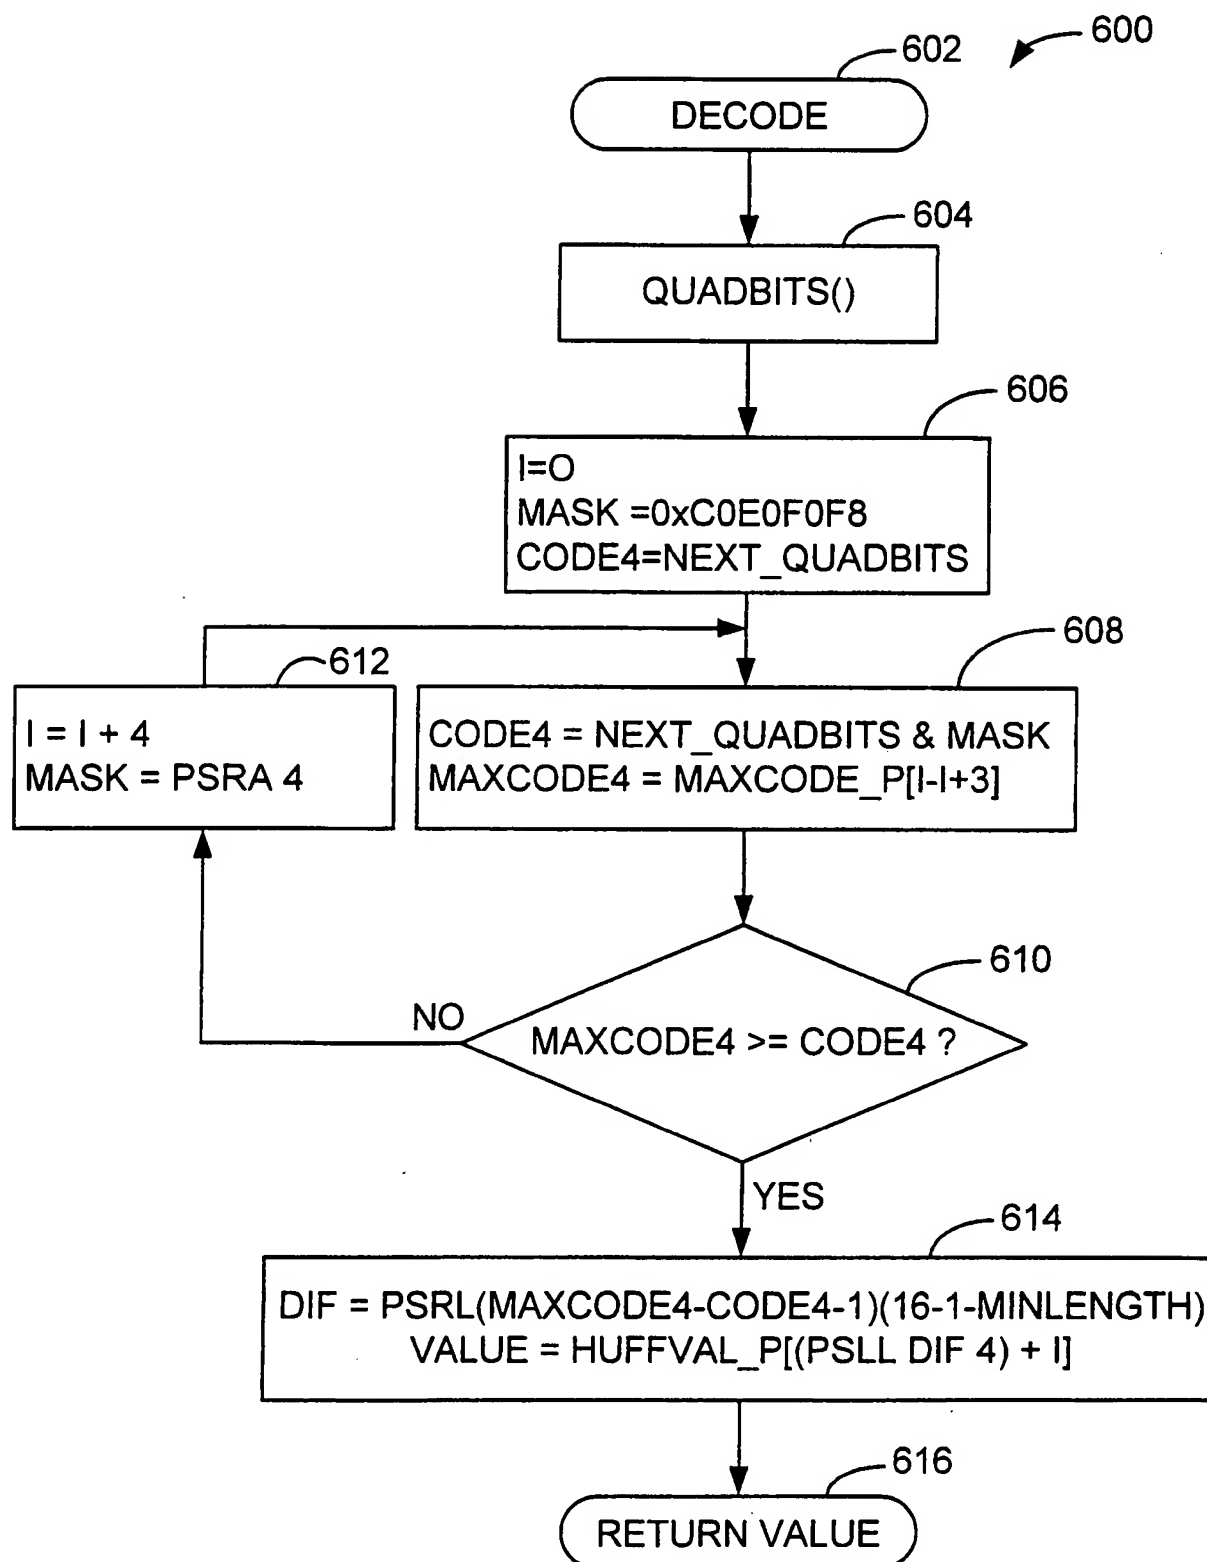 600
602
DECODE
604
QUADBITS()
606
I=O
MASK =0xC0E0F0F8
CODE4=NEXT_QUADBITS
608
612
I = I + 4
MASK = PSRA 4
CODE4 = NEXT_QUADBITS & MASK
MAXCODE4 = MAXCODE_P[I-I+3]
610
NO
MAXCODE4 >= CODE4 ?
YES
614
DIF = PSRL(MAXCODE4-CODE4-1)(16-1-MINLENGTH)
VALUE = HUFFVAL_P[(PSLL DIF 4) + I]
616
RETURN VALUE